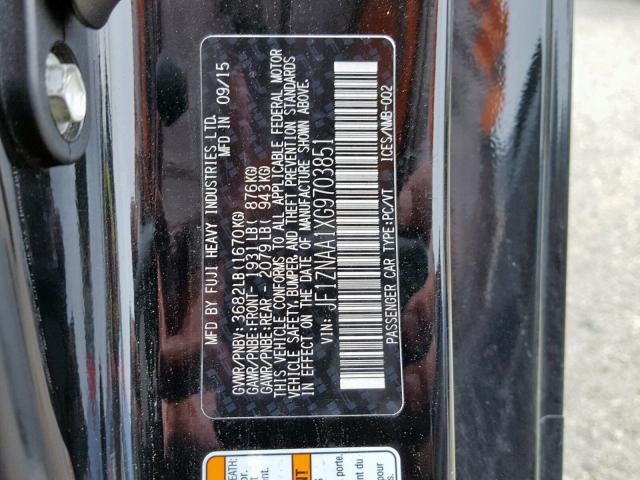 MFD BY FUJI HEAVY INDUSTRIES LTD. MFD IN 09/15
GVWR/PNBV: 3682LB(1670KG)
GAWR/PNBE:FRONT- 1931LB( 876KG)
GAWR/PNBE:REAR - 2079LB( 943KG)
THIS VEHICLE CONFORMS TO ALL APPLICABLE FEDERAL MOTOR
VEHICLE SAFETY,BUMPER AND THEFT PREVENTION STANDARDS
IN EFFECT ON THE DATE OF MANUFACTURE SHOWN ABOVE.
VIN: JF1ZNAA1XG9703851
PASSENGER CAR TYPE:PC/VT ICES/NMB-002
DEATH:
porte.